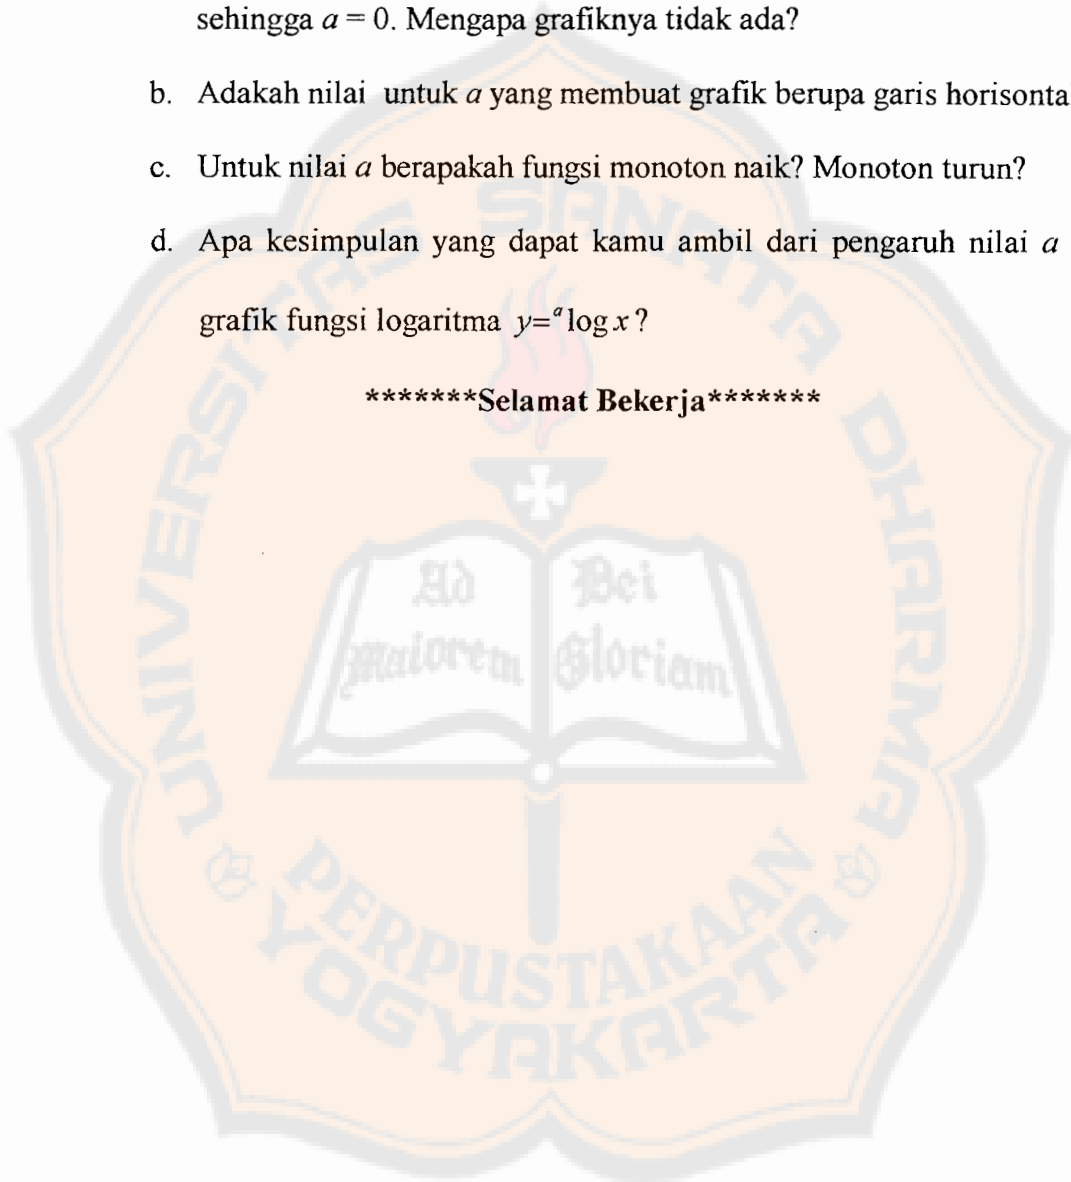 sehingga a = 0. Mengapa grafiknya tidak ada?
b. Adakah nilai untuk a yang membuat grafik berupa garis horisonta
c. Untuk nilai a berapakah fungsi monoton naik? Monoton turun?
d. Apa kesimpulan yang dapat kamu ambil dari pengaruh nilai a
grafik fungsi logaritma y=ᵃlog x?
*******Selamat Bekerja*******
UNIVERSITAS SANATA DHARMA
Ad Dei
Maiorem Gloriam
PERPUSTAKAAN
YOGYAKARTA